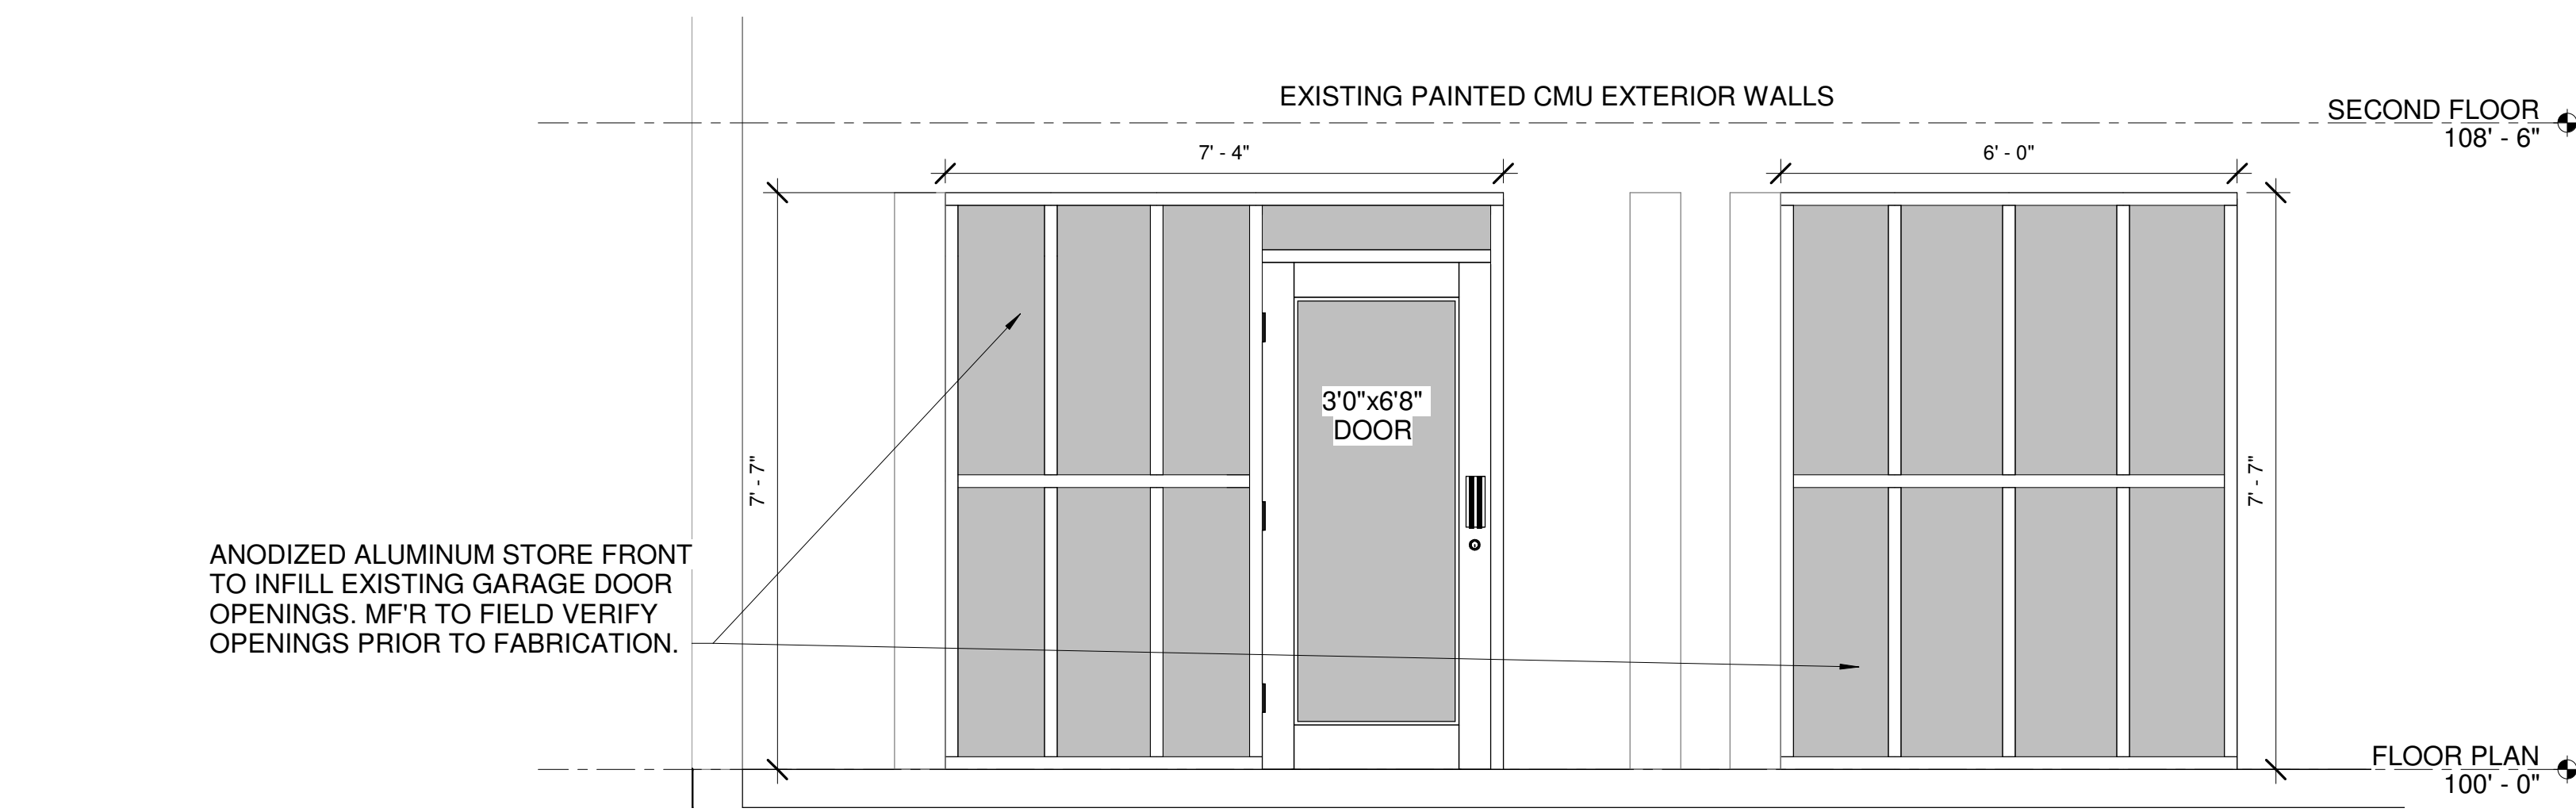 EXISTING PAINTED CMU EXTERIOR WALLS
SECOND FLOOR
108' - 6"
7' - 4"
6' - 0"
3'0"x6'8"
DOOR
7' - 7"
7' - 7"
ANODIZED ALUMINUM STORE FRONT
TO INFILL EXISTING GARAGE DOOR
OPENINGS. MF'R TO FIELD VERIFY
OPENINGS PRIOR TO FABRICATION.
FLOOR PLAN
100' - 0"